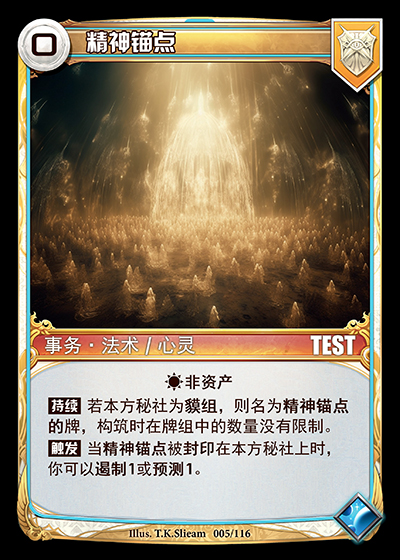 0 精神锚点
事务·法术/心灵 TEST
非资产
持续 若本方秘社为貘组，则名为精神锚点
的牌，构筑时在牌组中的数量没有限制。
触发 当精神锚点被封印在本方秘社上时，
你可以遏制1或预测1。
Illus. T.K.Slieam 005/116